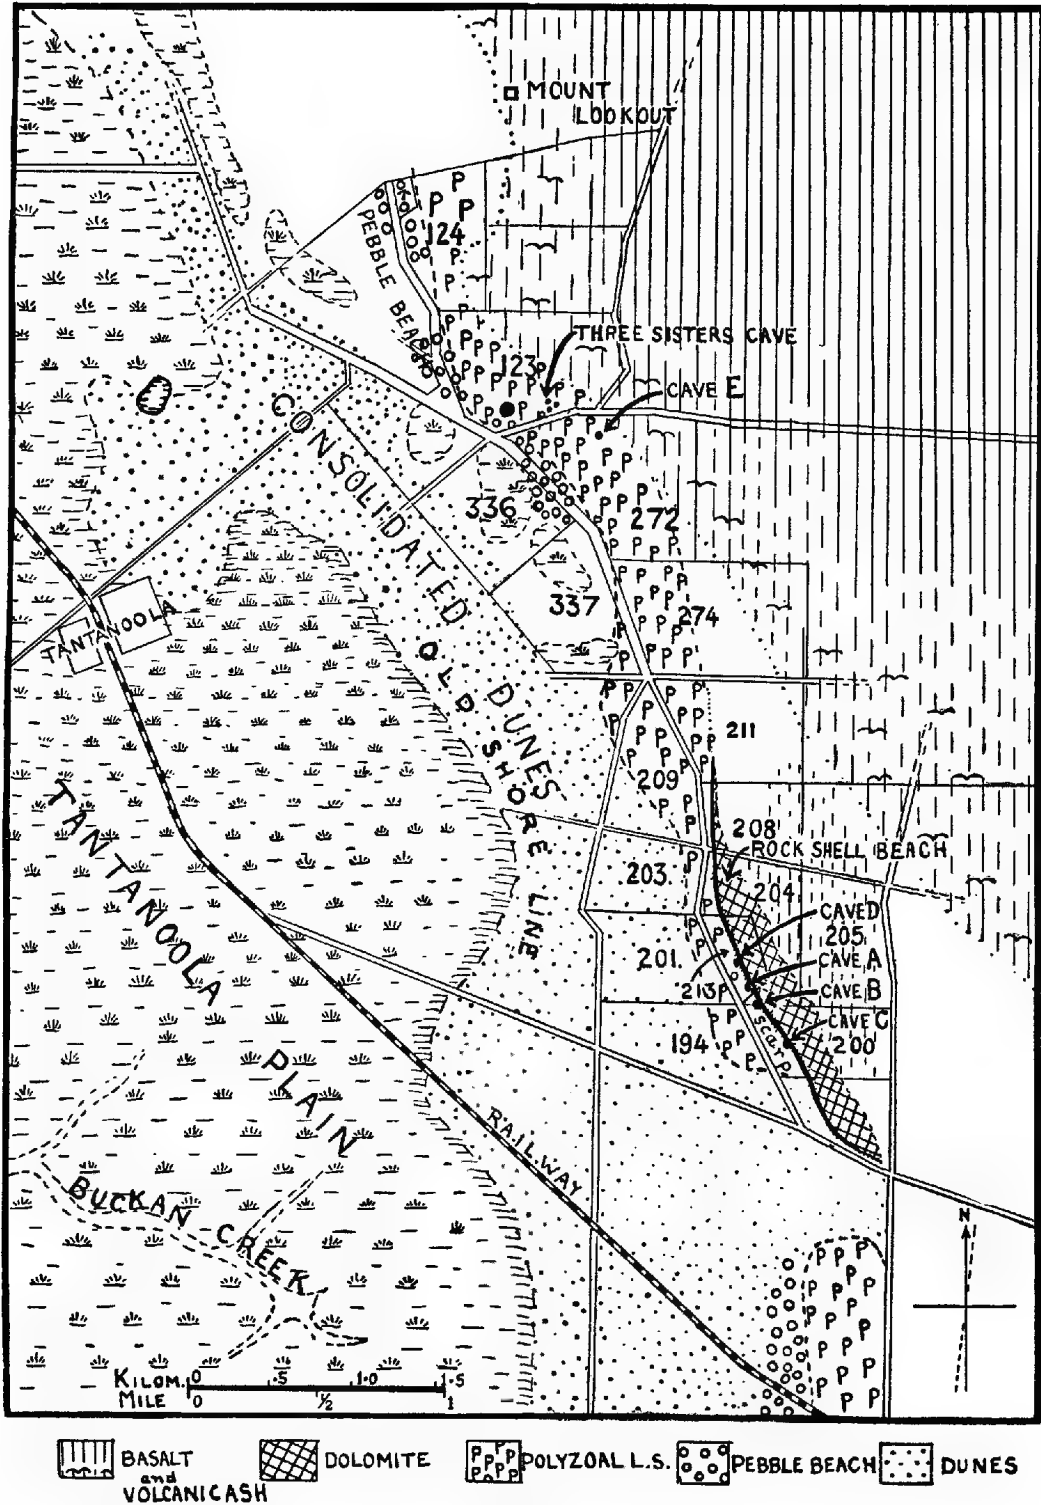 MOUNT
LOOKOUT
PEBBLE BEACH
124
THREE SISTERS CAVE
123
CAVE E
CONSOLIDATED DUNES
336
272
337
274
TANTANOOLA
OLD SHORE LINE
211
209
TANTANOOLA PLAIN
208
ROCK SHELL BEACH
203.
204
CAVE D
205
201.
CAVE A
213
CAVE B
scarp
CAVE C
194
200
RAILWAY
BUCKAN CREEK
N
KILOM. 0 .5 1.0 1.5
MILE 0 ½ 1
BASALT
and
VOLCANIC ASH
DOLOMITE
POLYZOAL L.S.
PEBBLE BEACH
DUNES